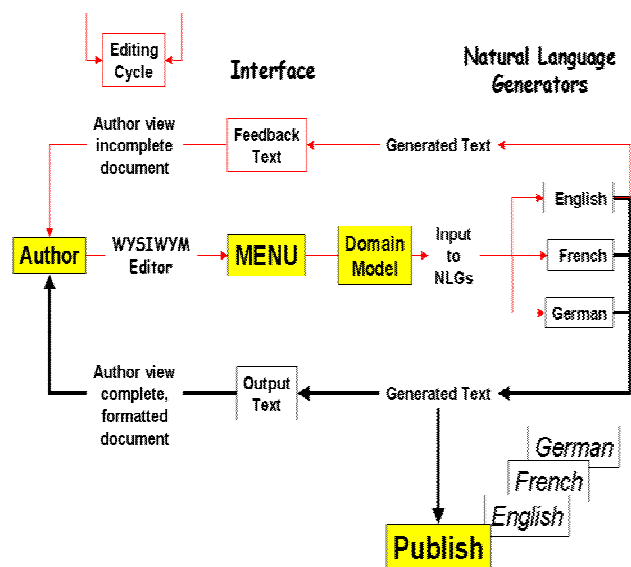 Editing
Cycle
Interface
Natural Language
Generators
Author view
incomplete
document
Feedback
Text
Generated Text
English
Author
WYSIWYM
Editor
MENU
Domain
Model
Input
to
NLGs
French
German
Author view
complete,
formatted
document
Output
Text
Generated Text
German
French
English
Publish